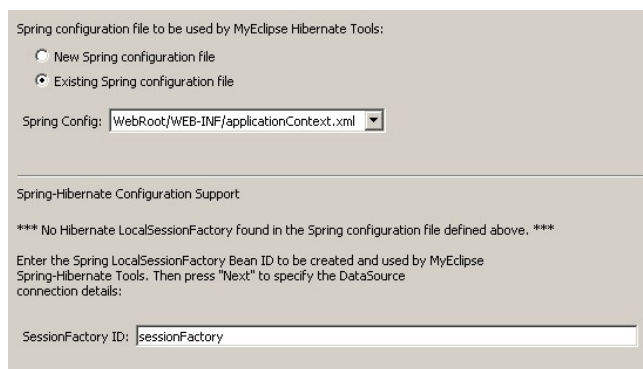 Spring configuration file to be used by MyEclipse Hibernate Tools:
New Spring configuration file
Existing Spring configuration file
Spring Config: WebRoot/WEB-INF/applicationContext.xml
Spring-Hibernate Configuration Support
*** No Hibernate LocalSessionFactory found in the Spring configuration file defined above. ***
Enter the Spring LocalSessionFactory Bean ID to be created and used by MyEclipse
Spring-Hibernate Tools. Then press "Next" to specify the DataSource
connection details:
SessionFactory ID: sessionFactory